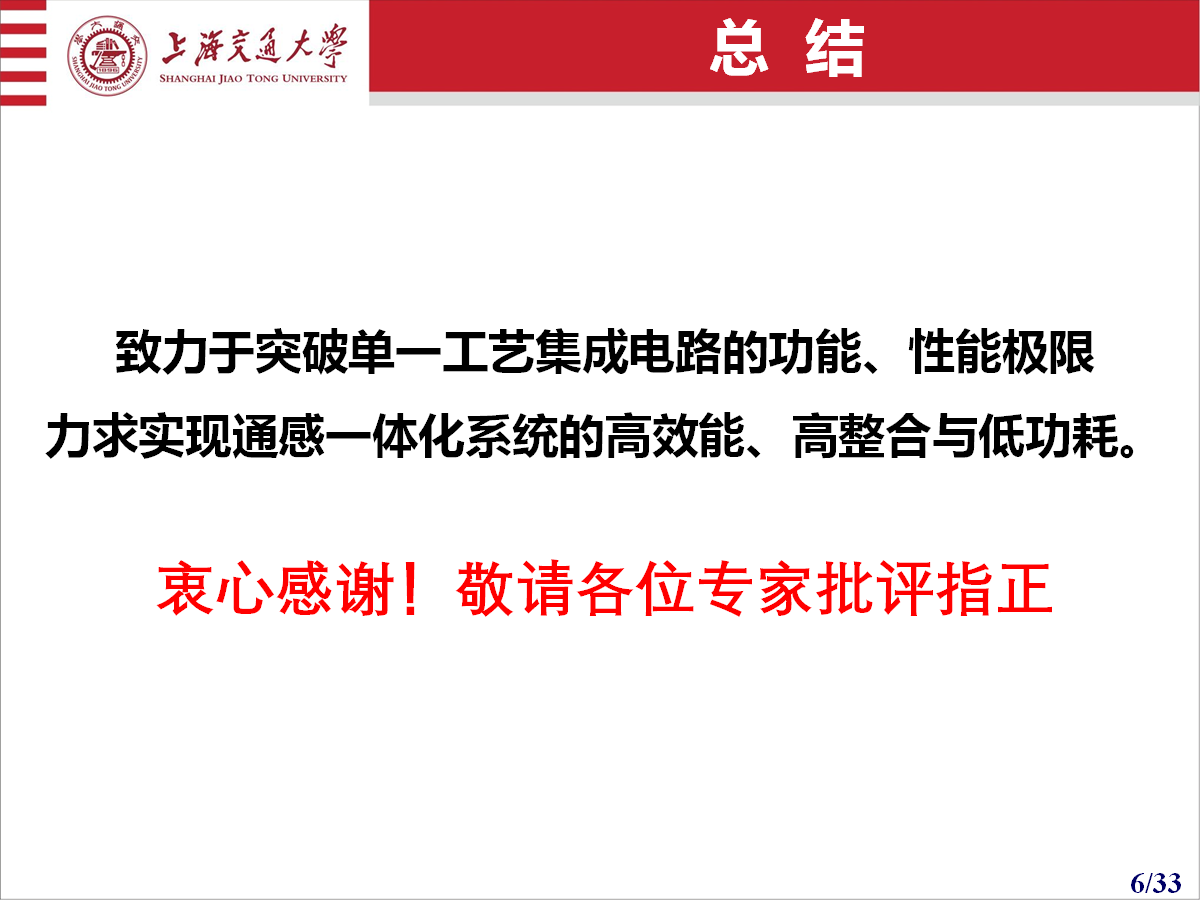 上海交通大学
SHANGHAI JIAO TONG UNIVERSITY
总 结
致力于突破单一工艺集成电路的功能、性能极限
力求实现通感一体化系统的高效能、高整合与低功耗。
衷心感谢！敬请各位专家批评指正
6/33